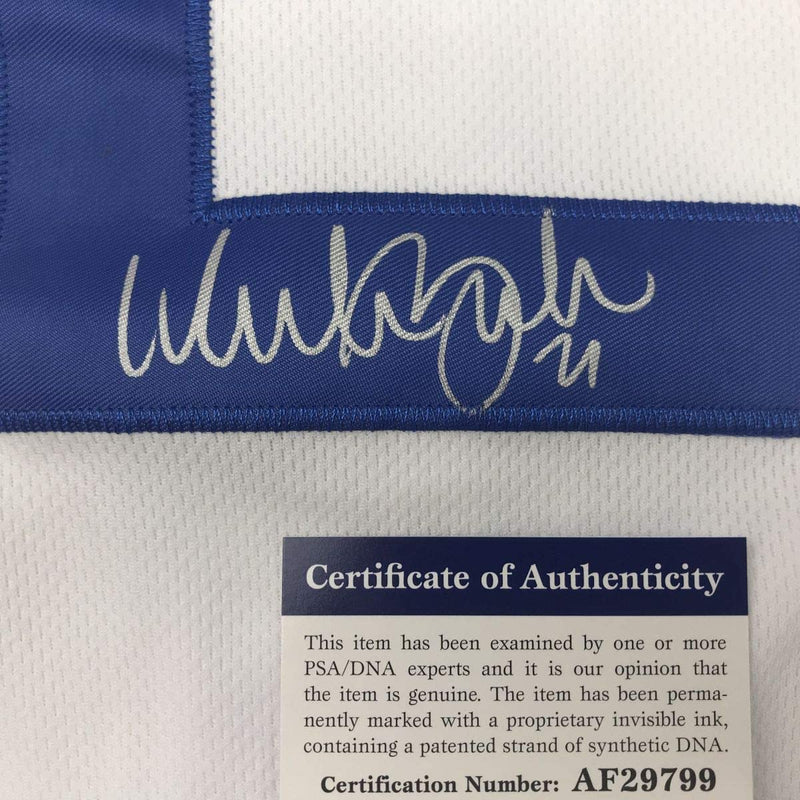 21
Certificate of Authenticity
This item has been examined by one or more
PSA/DNA experts and it is our opinion that
the item is genuine. The item has been perma-
nently marked with a proprietary invisible ink,
containing a patented strand of synthetic DNA.
Certification Number: AF29799